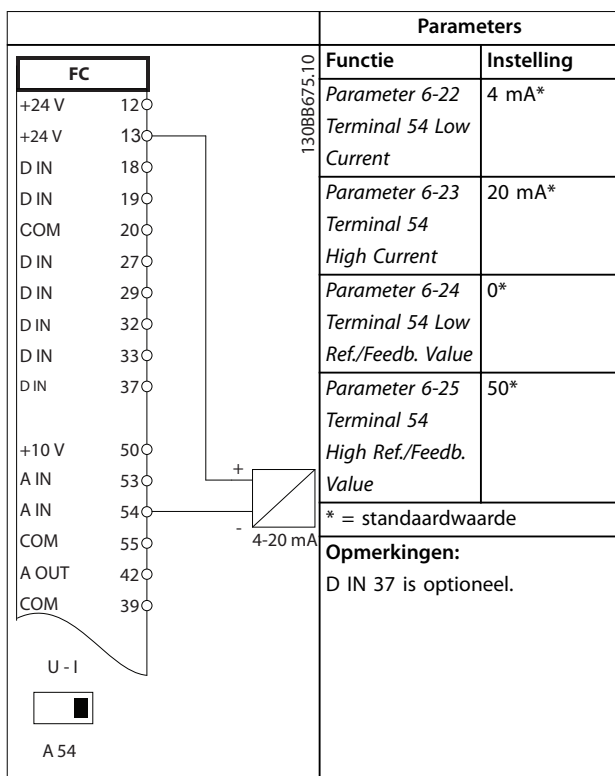 FC
+24 V 12
+24 V 13
D IN 18
D IN 19
COM 20
D IN 27
D IN 29
D IN 32
D IN 33
D IN 37
+10 V 50
A IN 53
A IN 54
COM 55
A OUT 42
COM 39
U - I
A 54
+
-
4-20 mA
130BB675.10
Parameters
Functie Instelling
Parameter 6-22 4 mA*
Terminal 54 Low
Current
Parameter 6-23 20 mA*
Terminal 54
High Current
Parameter 6-24 0*
Terminal 54 Low
Ref./Feedb. Value
Parameter 6-25 50*
Terminal 54
High Ref./Feedb.
Value
* = standaardwaarde
Opmerkingen:
D IN 37 is optioneel.